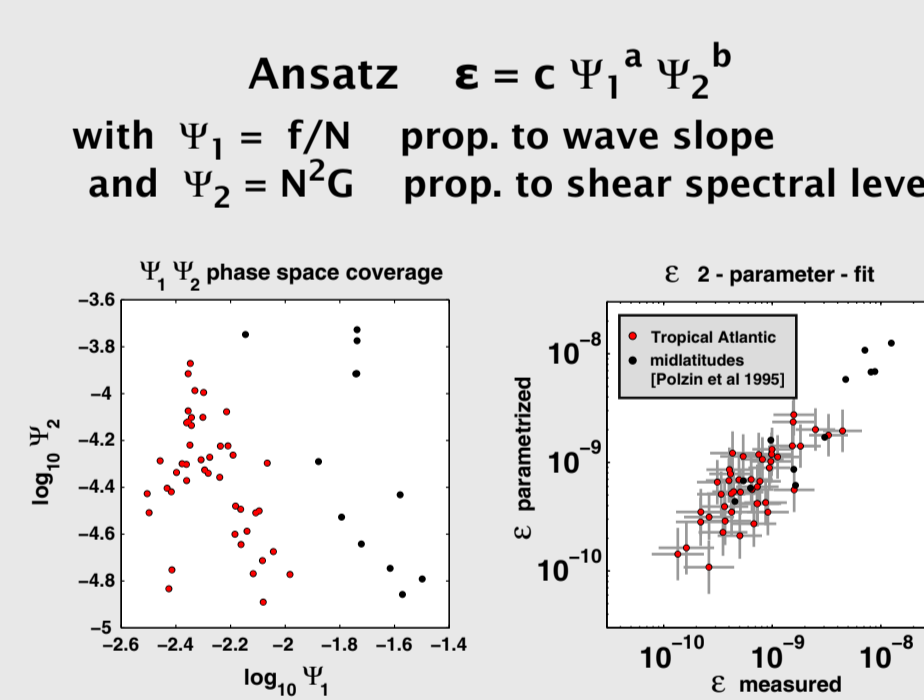 Ansatz ε = c Ψ₁ᵃ Ψ₂ᵇ
with Ψ₁ = f/N prop. to wave slope
and Ψ₂ = N²G prop. to shear spectral leve
Ψ₁ Ψ₂ phase space coverage
−3.6
−3.8
−4
−4.2
−4.4
−4.6
−4.8
−5
log₁₀ Ψ₂
−2.6 −2.4 −2.2 −2 −1.8 −1.6 −1.4
log₁₀ Ψ₁
ε 2 - parameter - fit
Tropical Atlantic
midlatitudes
[Polzin et al 1995]
10⁻⁸
10⁻⁹
10⁻¹⁰
ε parametrized
10⁻¹⁰ 10⁻⁹ 10⁻⁸
ε measured